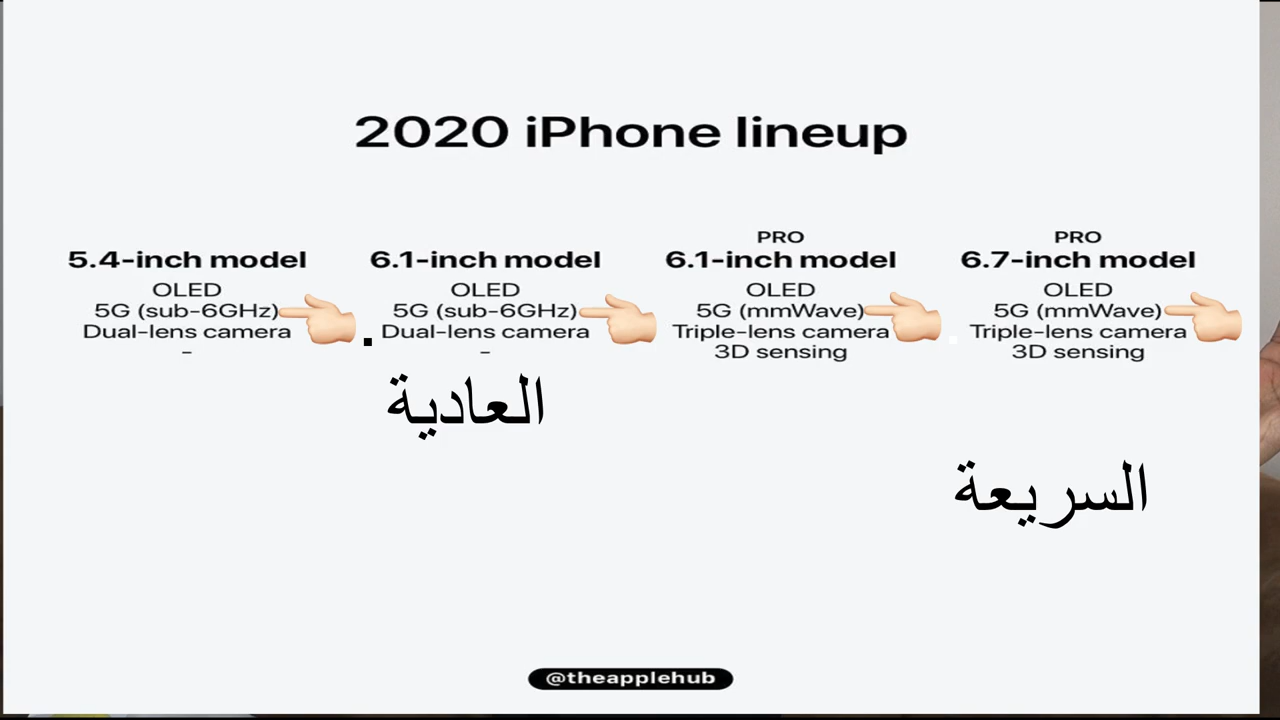 2020 iPhone lineup
5.4-inch model
OLED
5G (sub-6GHz)
Dual-lens camera
-
6.1-inch model
OLED
5G (sub-6GHz)
Dual-lens camera
-
PRO
6.1-inch model
OLED
5G (mmWave)
Triple-lens camera
3D sensing
PRO
6.7-inch model
OLED
5G (mmWave)
Triple-lens camera
3D sensing
العادية
السريعة
@theapplehub